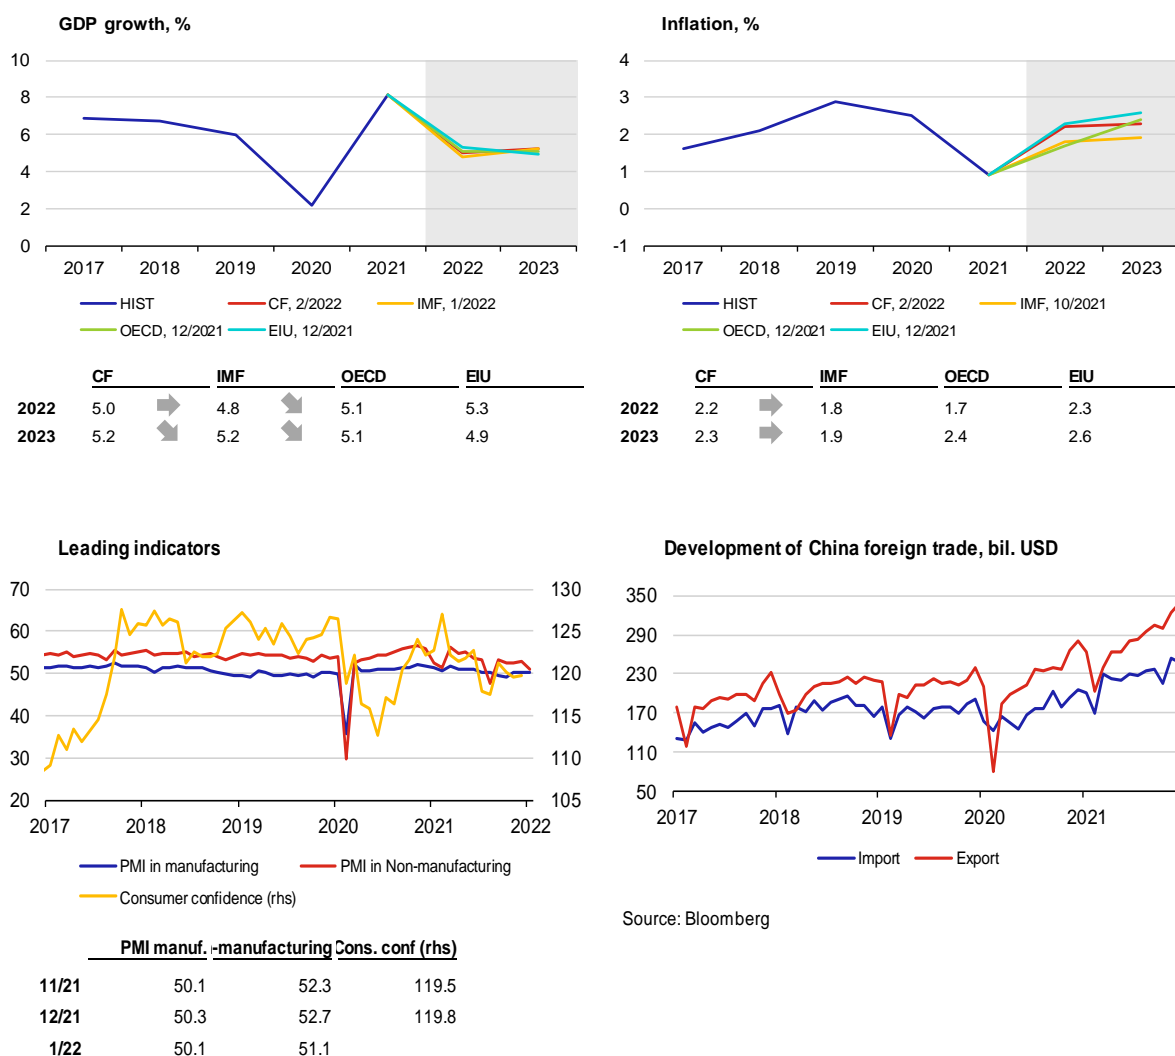 GDP growth, %
10
8
6
4
2
0
2017 2018 2019 2020 2021 2022 2023
HIST CF, 2/2022 IMF, 1/2022
OECD, 12/2021 EIU, 12/2021
CF IMF OECD EIU
2022 5.0 4.8 5.1 5.3
2023 5.2 5.2 5.1 4.9
Inflation, %
4
3
2
1
0
-1
2017 2018 2019 2020 2021 2022 2023
HIST CF, 2/2022 IMF, 10/2021
OECD, 12/2021 EIU, 12/2021
CF IMF OECD EIU
2022 2.2 1.8 1.7 2.3
2023 2.3 1.9 2.4 2.6
Leading indicators
70 130
60 125
50 120
40 115
30 110
20 105
2017 2018 2019 2020 2021 2022
PMI in manufacturing PMI in Non-manufacturing
Consumer confidence (rhs)
PMI manuf. -manufacturing Cons. conf (rhs)
11/21 50.1 52.3 119.5
12/21 50.3 52.7 119.8
1/22 50.1 51.1
Development of China foreign trade, bil. USD
350
290
230
170
110
50
2017 2018 2019 2020 2021
Import Export
Source: Bloomberg